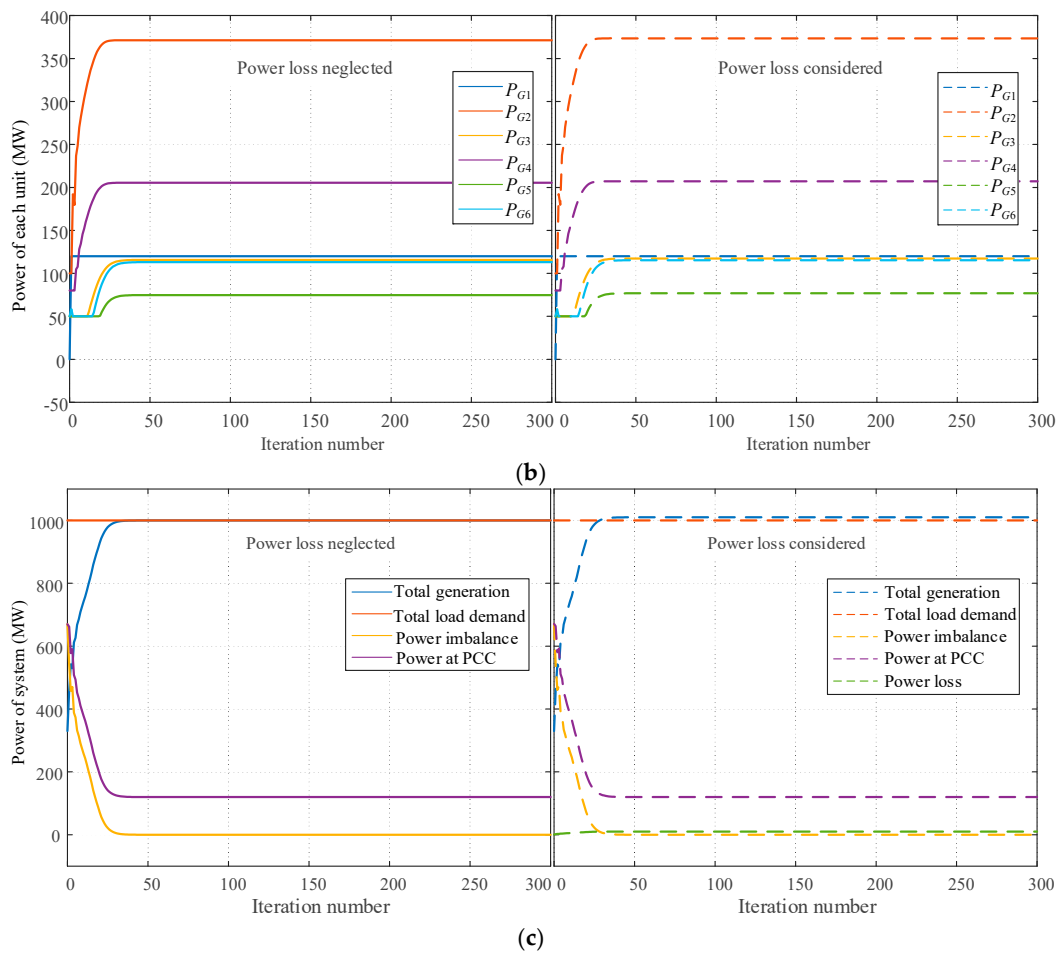 400
350
300
250
200
150
100
50
0
-50
Power of each unit (MW)
Power loss neglected
P_G1
P_G2
P_G3
P_G4
P_G5
P_G6
0 50 100 150 200 250 300
Iteration number
Power loss considered
P_G1
P_G2
P_G3
P_G4
P_G5
P_G6
0 50 100 150 200 250 300
Iteration number
(b)
1000
800
600
400
200
0
Power of system (MW)
Power loss neglected
Total generation
Total load demand
Power imbalance
Power at PCC
0 50 100 150 200 250 300
Iteration number
Power loss considered
Total generation
Total load demand
Power imbalance
Power at PCC
Power loss
0 50 100 150 200 250 300
Iteration number
(c)